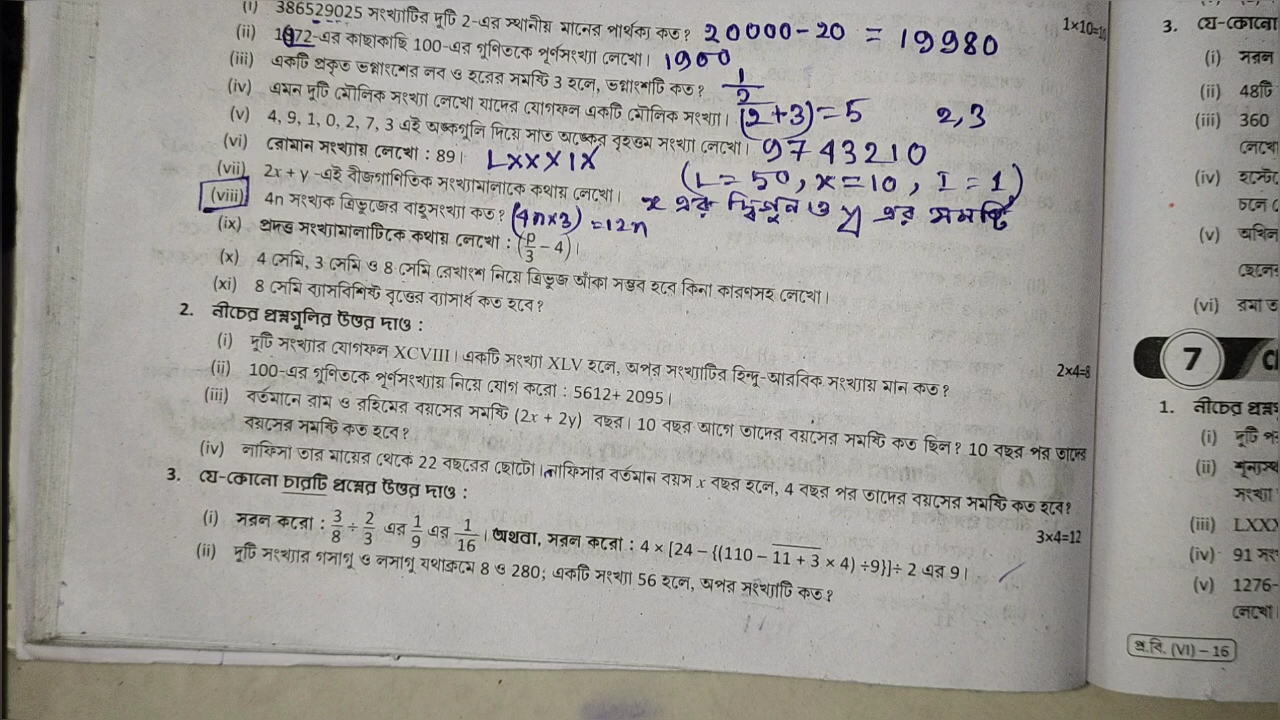 (i) 386529025 সংখ্যাটির দুটি 2-এর স্থানীয় মানের পার্থক্য কত? 20000-20 = 19980
1×10=10
(ii) 1972-এর কাছাকাছি 100-এর গুণিতকে পূর্ণসংখ্যা লেখো। 1900
(iii) একটি প্রকৃত ভগ্নাংশের লব ও হরের সমষ্টি 3 হলে, ভগ্নাংশটি কত? 1/2
(iv) এমন দুটি মৌলিক সংখ্যা লেখো যাদের যোগফল একটি মৌলিক সংখ্যা। (2+3)=5 2,3
(v) 4, 9, 1, 0, 2, 7, 3 এই অঙ্কগুলি দিয়ে সাত অঙ্কের বৃহত্তম সংখ্যা লেখো। 9743210
(vi) রোমান সংখ্যায় লেখো : 89। LXXXIX (L=50, x=10, I=1)
(vii) 2x + y -এই বীজগাণিতিক সংখ্যামালাকে কথায় লেখো। x এর দ্বিগুন ও y এর সমষ্টি
(viii) 4n সংখ্যক ত্রিভুজের বাহুসংখ্যা কত? (4n×3) =12n
(ix) প্রদত্ত সংখ্যামালাটিকে কথায় লেখো : (p/3 – 4)।
(x) 4 সেমি, 3 সেমি ও 8 সেমি রেখাংশ নিয়ে ত্রিভুজ আঁকা সম্ভব হবে কিনা কারণসহ লেখো।
(xi) 8 সেমি ব্যাসবিশিষ্ট বৃত্তের ব্যাসার্ধ কত হবে?
2. নীচের প্রশ্নগুলির উত্তর দাও :
2×4=8
(i) দুটি সংখ্যার যোগফল XCVIII। একটি সংখ্যা XLV হলে, অপর সংখ্যাটির হিন্দু-আরবিক সংখ্যায় মান কত?
(ii) 100-এর গুণিতকে পূর্ণসংখ্যায় নিয়ে যোগ করো : 5612+ 2095।
(iii) বর্তমানে রাম ও রহিমের বয়সের সমষ্টি (2x + 2y) বছর। 10 বছর আগে তাদের বয়সের সমষ্টি কত ছিল? 10 বছর পর তাদের
বয়সের সমষ্টি কত হবে?
(iv) নাফিসা তার মায়ের থেকে 22 বছরের ছোটো। নাফিসার বর্তমান বয়স x বছর হলে, 4 বছর পর তাদের বয়সের সমষ্টি কত হবে?
3. যে-কোনো চারটি প্রশ্নের উত্তর দাও :
3×4=12
(i) সরল করো : 3/8 ÷ 2/3 এর 1/9 এর 1/16। অথবা, সরল করো : 4 × [24 – {(110 – 11 + 3 × 4) ÷9}]÷ 2 এর 9।
(ii) দুটি সংখ্যার গসাগু ও লসাগু যথাক্রমে 8 ও 280; একটি সংখ্যা 56 হলে, অপর সংখ্যাটি কত?
3. যে-কোনো
(i) সরল
(ii) 48টি
(iii) 360
লেখো
(iv)
চলে
(v)
(vi) রমা
7
1. নীচের প্রশ্ন
(i) দুটি
(ii)
সংখ্যা
(iii) LXXX
(iv) 91
(v) 1276-
লেখো
প্র.বি. (VI) – 16